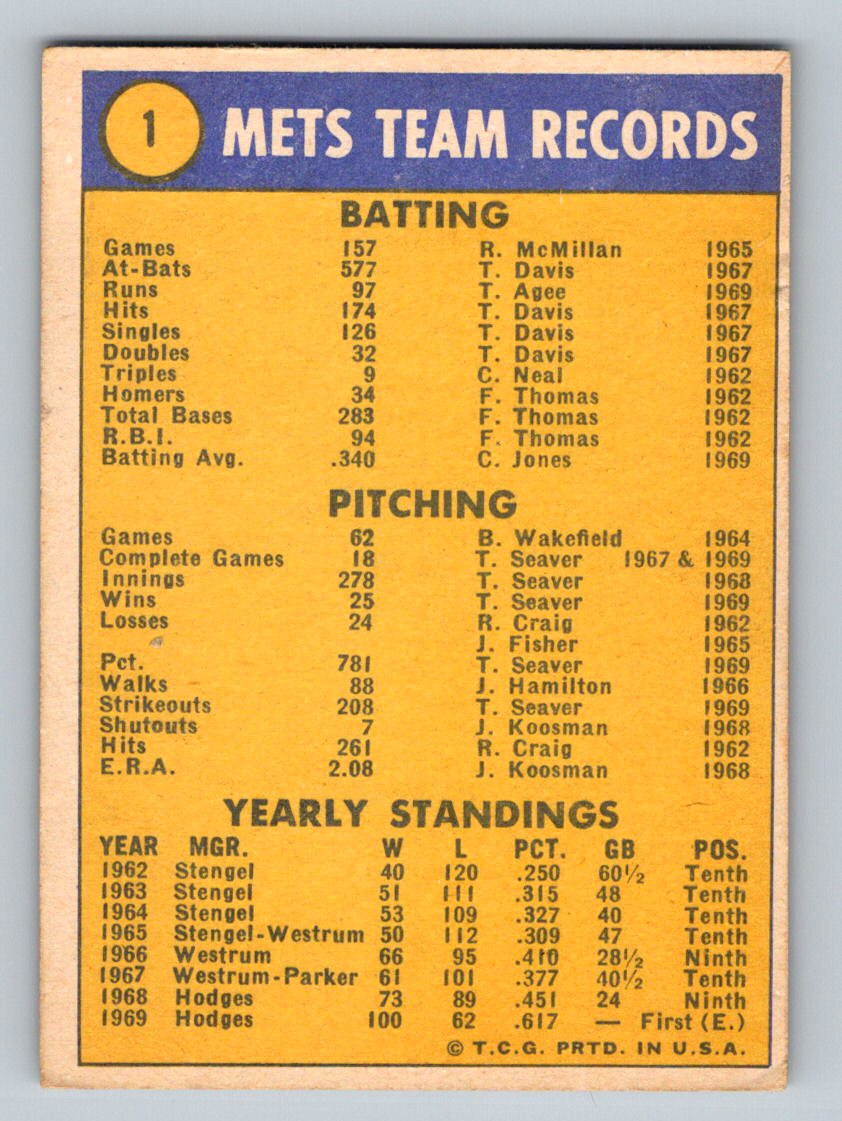 1 METS TEAM RECORDS
BATTING
Games 157 R. McMillan 1965
At-Bats 577 T. Davis 1967
Runs 97 T. Agee 1969
Hits 174 T. Davis 1967
Singles 126 T. Davis 1967
Doubles 32 T. Davis 1967
Triples 9 C. Neal 1962
Homers 34 F. Thomas 1962
Total Bases 283 F. Thomas 1962
R.B.I. 94 F. Thomas 1962
Batting Avg. .340 C. Jones 1969
PITCHING
Games 62 B. Wakefield 1964
Complete Games 18 T. Seaver 1967 & 1969
Innings 278 T. Seaver 1968
Wins 25 T. Seaver 1969
Losses 24 R. Craig 1962
J. Fisher 1965
Pct. 781 T. Seaver 1969
Walks 88 J. Hamilton 1966
Strikeouts 208 T. Seaver 1969
Shutouts 7 J. Koosman 1968
Hits 261 R. Craig 1962
E.R.A. 2.08 J. Koosman 1968
YEARLY STANDINGS
YEAR MGR. W L PCT. GB POS.
1962 Stengel 40 120 .250 60½ Tenth
1963 Stengel 51 111 .315 48 Tenth
1964 Stengel 53 109 .327 40 Tenth
1965 Stengel-Westrum 50 112 .309 47 Tenth
1966 Westrum 66 95 .410 28½ Ninth
1967 Westrum-Parker 61 101 .377 40½ Tenth
1968 Hodges 73 89 .451 24 Ninth
1969 Hodges 100 62 .617 — First (E.)
© T.C.G. PRTD. IN U.S.A.